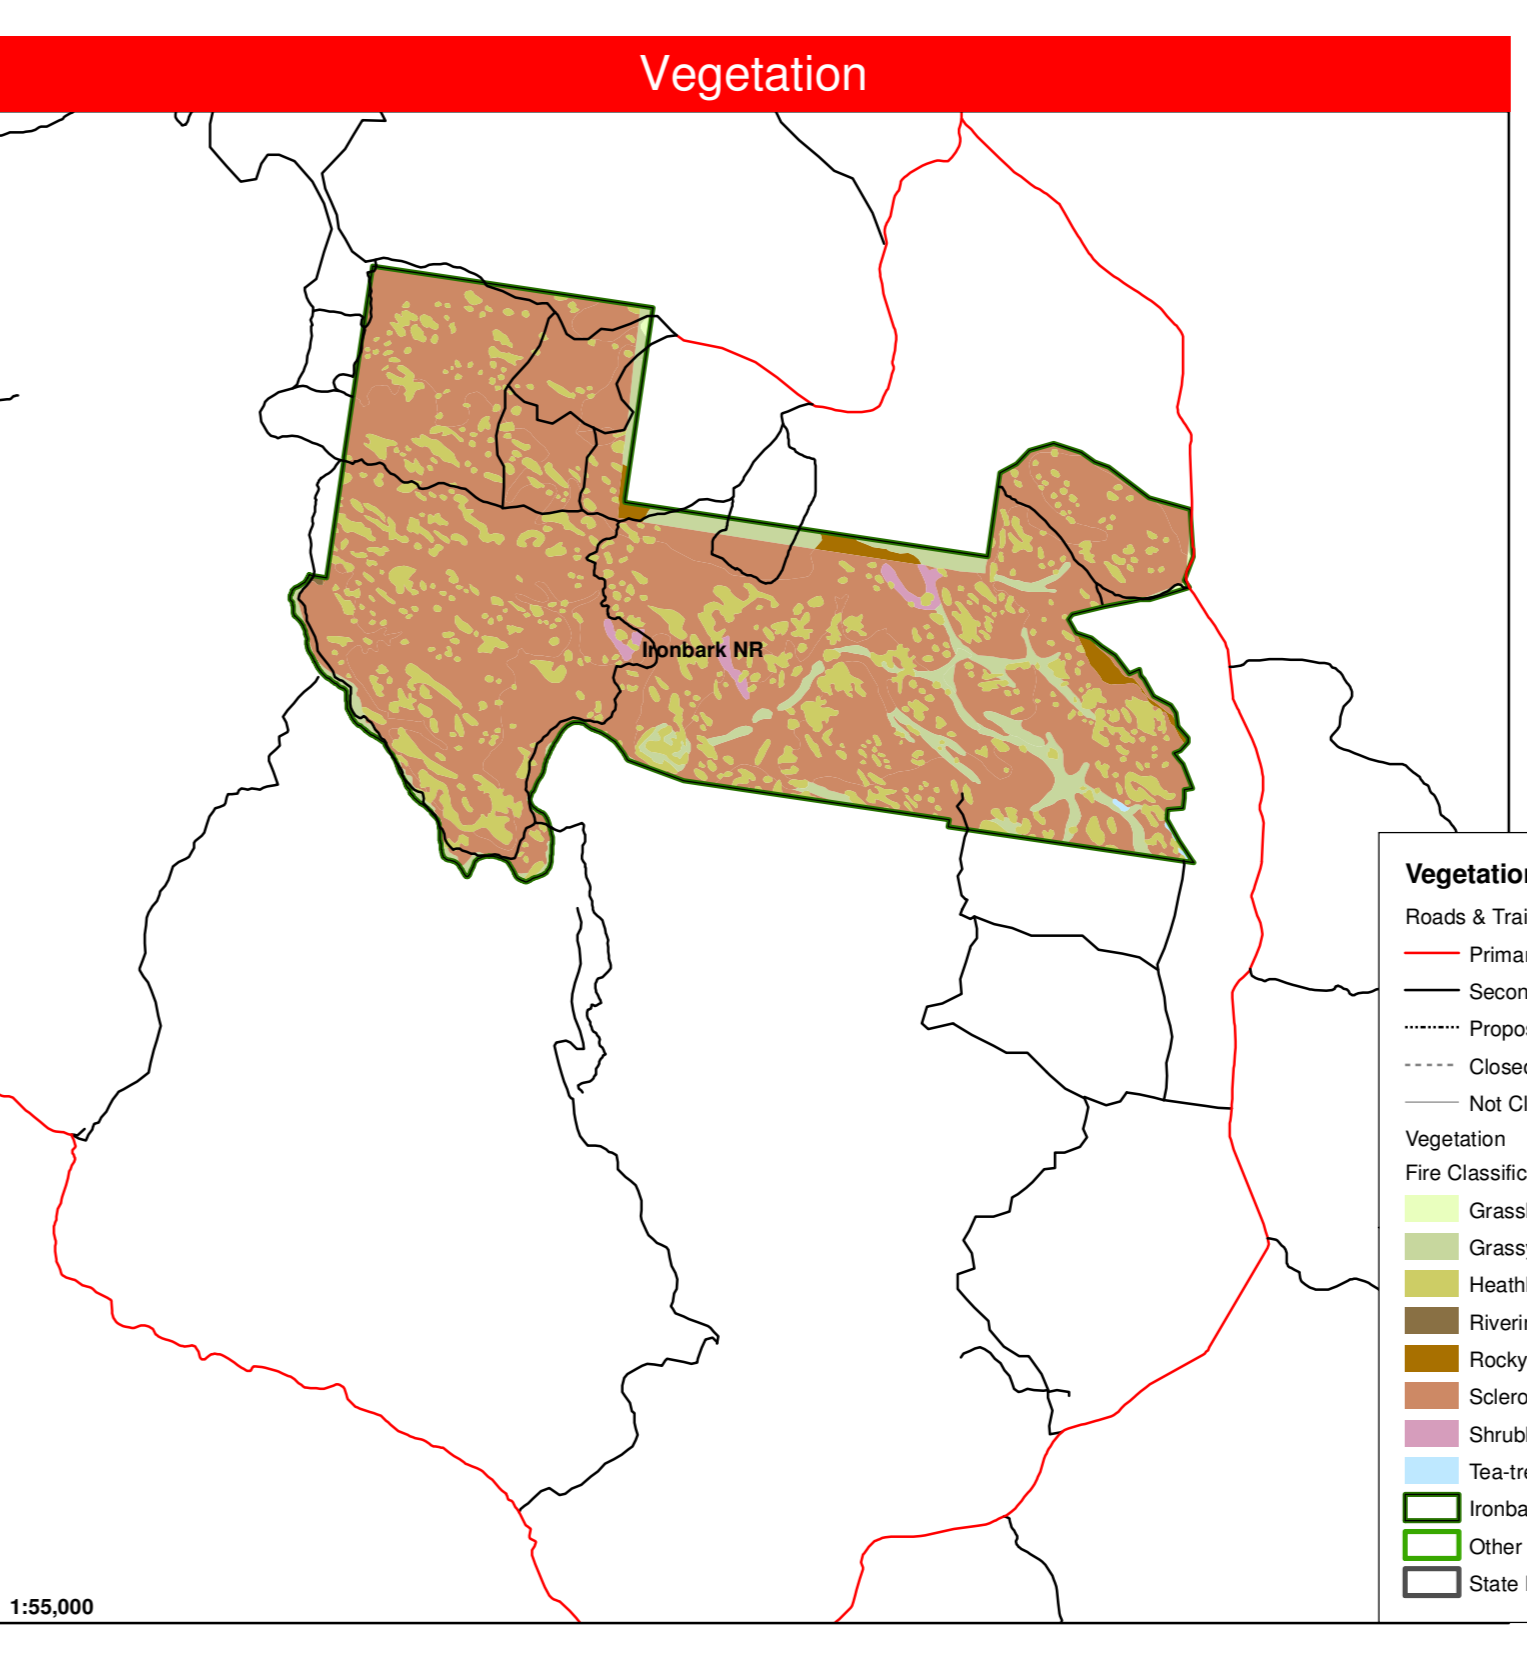 Vegetation
Ironbark NR
Vegetation
Roads & Trai
Primar
Secon
Propos
Closed
Not Cl
Vegetation
Fire Classific
Grassl
Grassy
Heathl
Riverin
Rocky
Sclero
Shrubl
Tea-tre
Ironba
Other
State
1:55,000